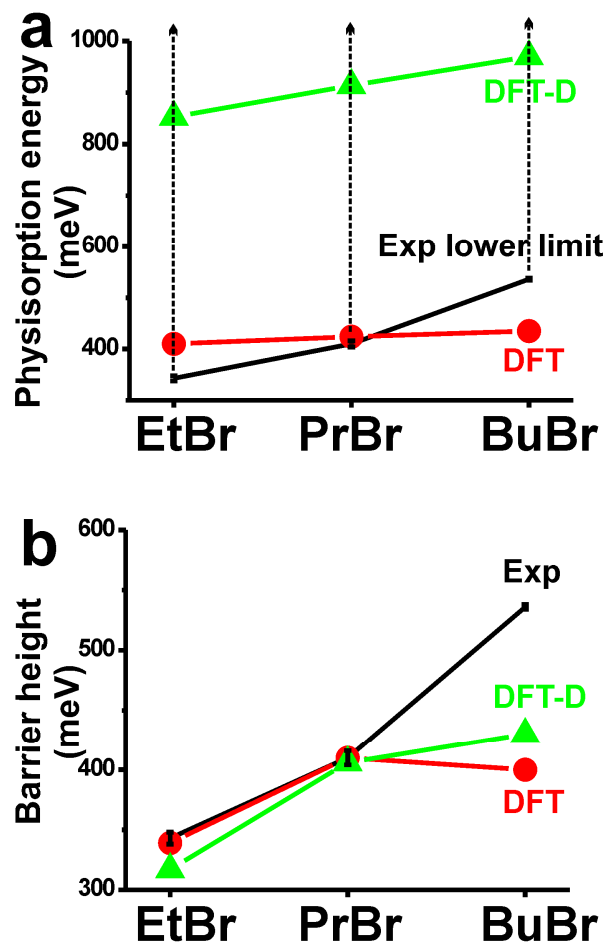 a
Physisorption energy
(meV)
1000
800
600
400
DFT-D
Exp lower limit
DFT
EtBr PrBr BuBr
b
Barrier height
(meV)
600
500
400
300
Exp
DFT-D
DFT
EtBr PrBr BuBr